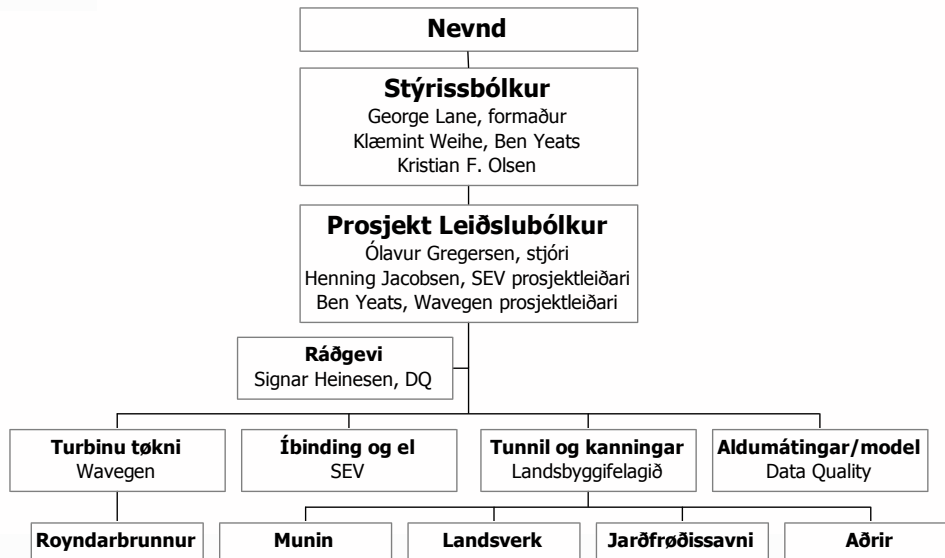 Nevnd
Stýrissbólkur
George Lane, formaður
Klæmint Weihe, Ben Yeats
Kristian F. Olsen
Prosjekt Leiðslubólkur
Ólavur Gregersen, stjóri
Henning Jacobsen, SEV prosjektleiðari
Ben Yeats, Wavegen prosjektleiðari
Ráðgevi
Signar Heinesen, DQ
Turbinu tøkni
Wavegen
Íbinding og el
SEV
Tunnil og kanningar
Landsbyggifelagið
Aldumátingar/model
Data Quality
Royndarbrunnur
Munin
Landsverk
Jarðfrøðissavni
Aðrir